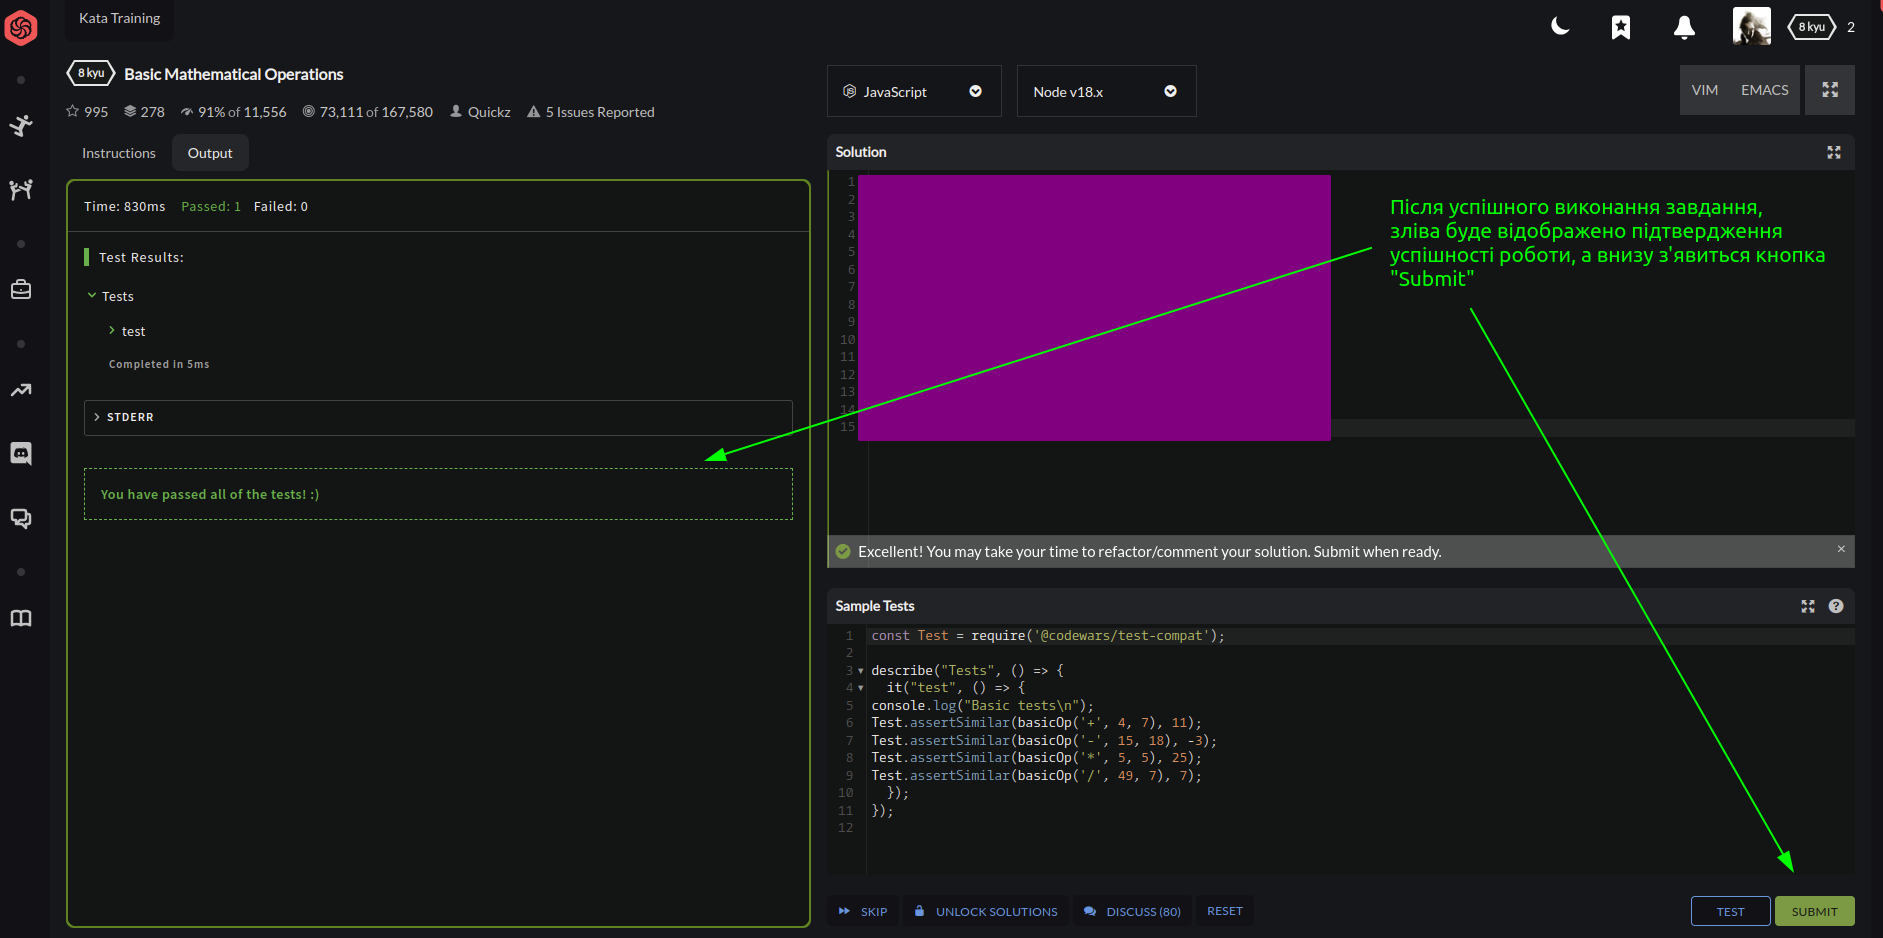 Kata Training
8 kyu 2
8 kyu Basic Mathematical Operations
995 278 91% of 11,556 73,111 of 167,580 Quickz 5 Issues Reported
JavaScript
Node v18.x
VIM EMACS
Instructions Output
Time: 830ms Passed: 1 Failed: 0
Test Results:
Tests
test
Completed in 5ms
STDERR
You have passed all of the tests! :)
Solution
1
2
3
4
5
6
7
8
9
10
11
12
13
14
15
Після успішного виконання завдання,
зліва буде відображено підтвердження
успішності роботи, а внизу з'явиться кнопка
"Submit"
Excellent! You may take your time to refactor/comment your solution. Submit when ready.
Sample Tests
1 const Test = require('@codewars/test-compat');
2
3 describe("Tests", () => {
4 it("test", () => {
5 console.log("Basic tests\n");
6 Test.assertSimilar(basicOp('+', 4, 7), 11);
7 Test.assertSimilar(basicOp('-', 15, 18), -3);
8 Test.assertSimilar(basicOp('*', 5, 5), 25);
9 Test.assertSimilar(basicOp('/', 49, 7), 7);
10 });
11 });
12
SKIP UNLOCK SOLUTIONS DISCUSS (80) RESET
TEST SUBMIT